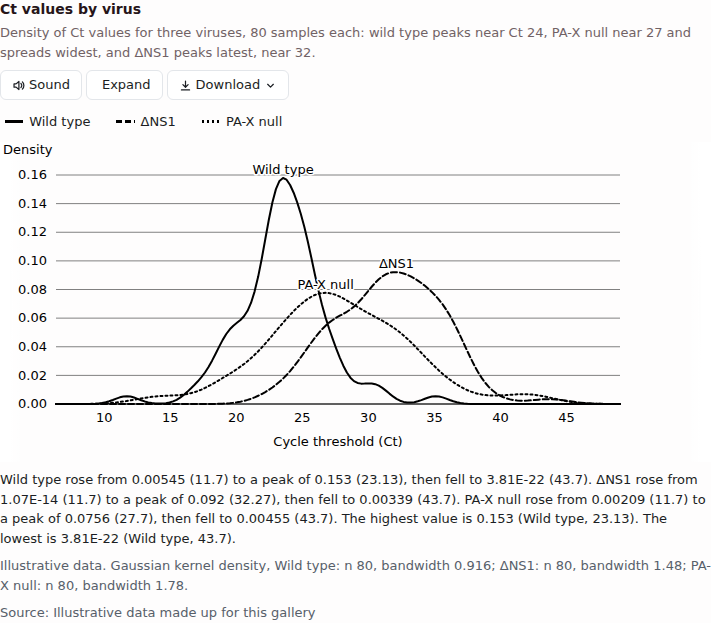 Ct values by virus
Density of Ct values for three viruses, 80 samples each: wild type peaks near Ct 24, PA-X null near 27 and
spreads widest, and ΔNS1 peaks latest, near 32.
Sound Expand Download
Wild type ΔNS1 PA-X null
Density
Wild type
0.16
0.14
0.12
0.10
ΔNS1
0.08
PA-X null
0.06
0.04
0.02
0.00
10 15 20 25 30 35 40 45
Cycle threshold (Ct)
Wild type rose from 0.00545 (11.7) to a peak of 0.153 (23.13), then fell to 3.81E-22 (43.7). ΔNS1 rose from
1.07E-14 (11.7) to a peak of 0.092 (32.27), then fell to 0.00339 (43.7). PA-X null rose from 0.00209 (11.7) to
a peak of 0.0756 (27.7), then fell to 0.00455 (43.7). The highest value is 0.153 (Wild type, 23.13). The
lowest is 3.81E-22 (Wild type, 43.7).
Illustrative data. Gaussian kernel density, Wild type: n 80, bandwidth 0.916; ΔNS1: n 80, bandwidth 1.48; PA-
X null: n 80, bandwidth 1.78.
Source: Illustrative data made up for this gallery